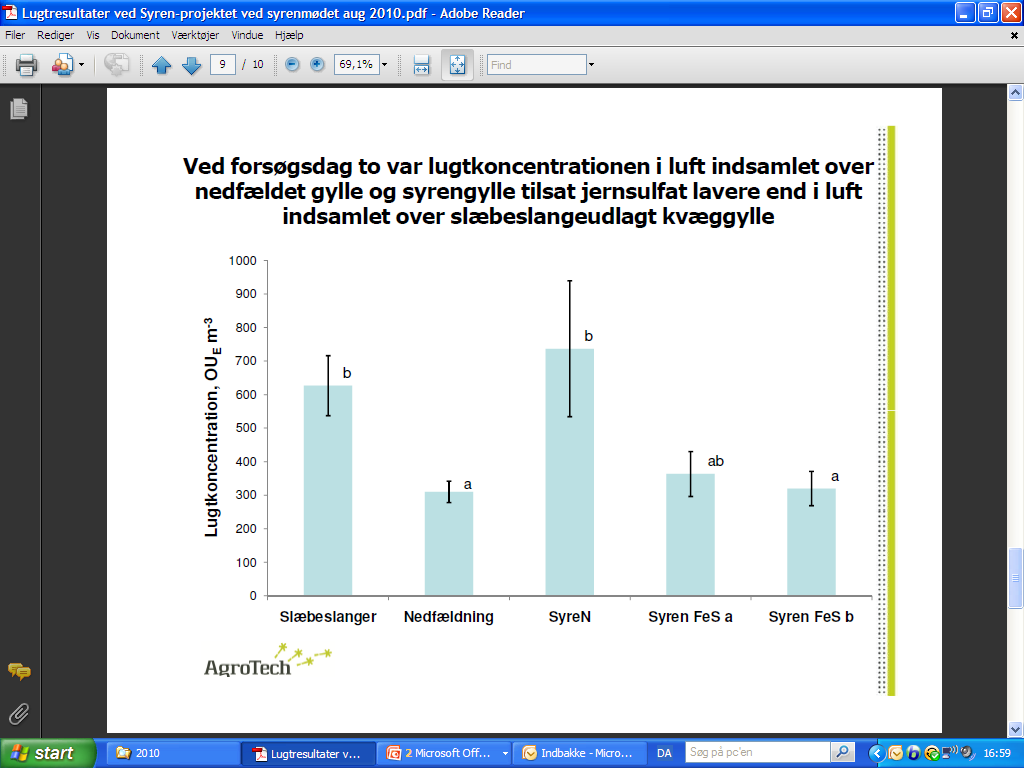 Lugtresultater ved Syren-projektet ved syrenmødet aug 2010.pdf - Adobe Reader
Filer Rediger Vis Dokument Værktøjer Vindue Hjælp
9 / 10 69,1% Find
Ved forsøgsdag to var lugtkoncentrationen i luft indsamlet over
nedfældet gylle og syrengylle tilsat jernsulfat lavere end i luft
indsamlet over slæbeslangeudlagt kvæggylle
Lugtkoncentration, OU_E m⁻³
1000
900
800
700
600
500
400
300
200
100
0
b
a
b
ab
a
Slæbeslanger Nedfældning SyreN Syren FeS a Syren FeS b
AgroTech
start 2010 Lugtresultater v... 2 Microsoft Off... Indbakke - Micro... DA Søg på pc'en 16:59